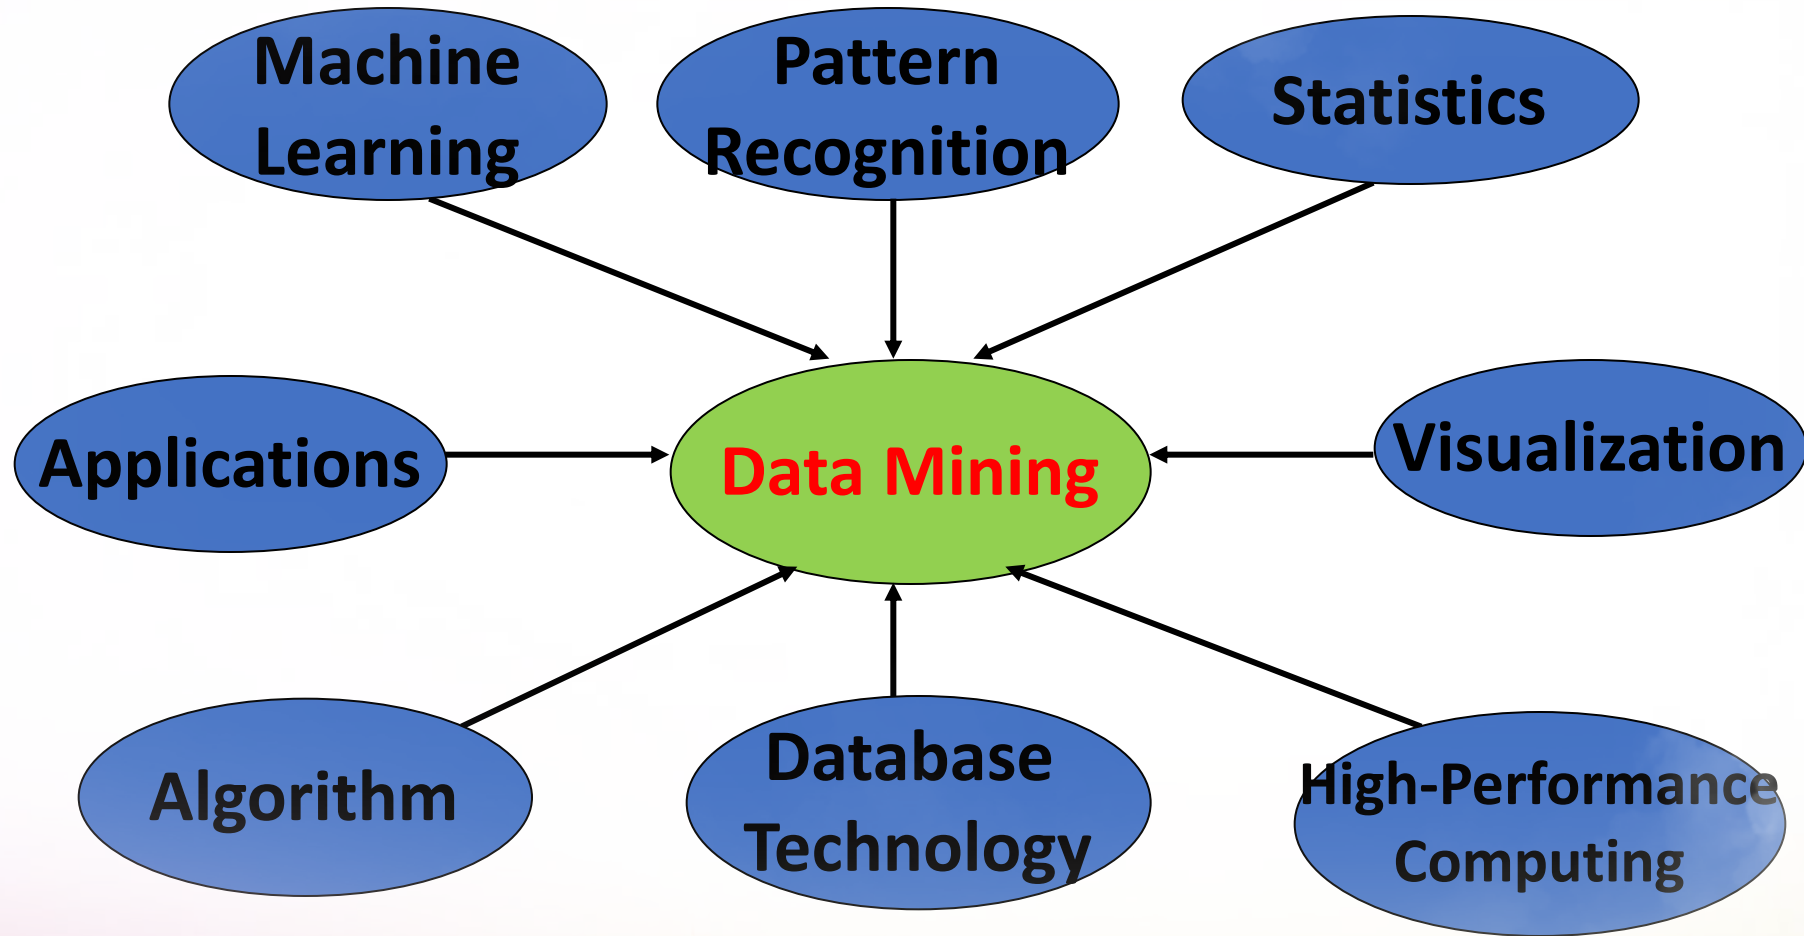 Machine
Learning
Pattern
Recognition
Statistics
Applications
Data Mining
Visualization
Algorithm
Database
Technology
High-Performance
Computing